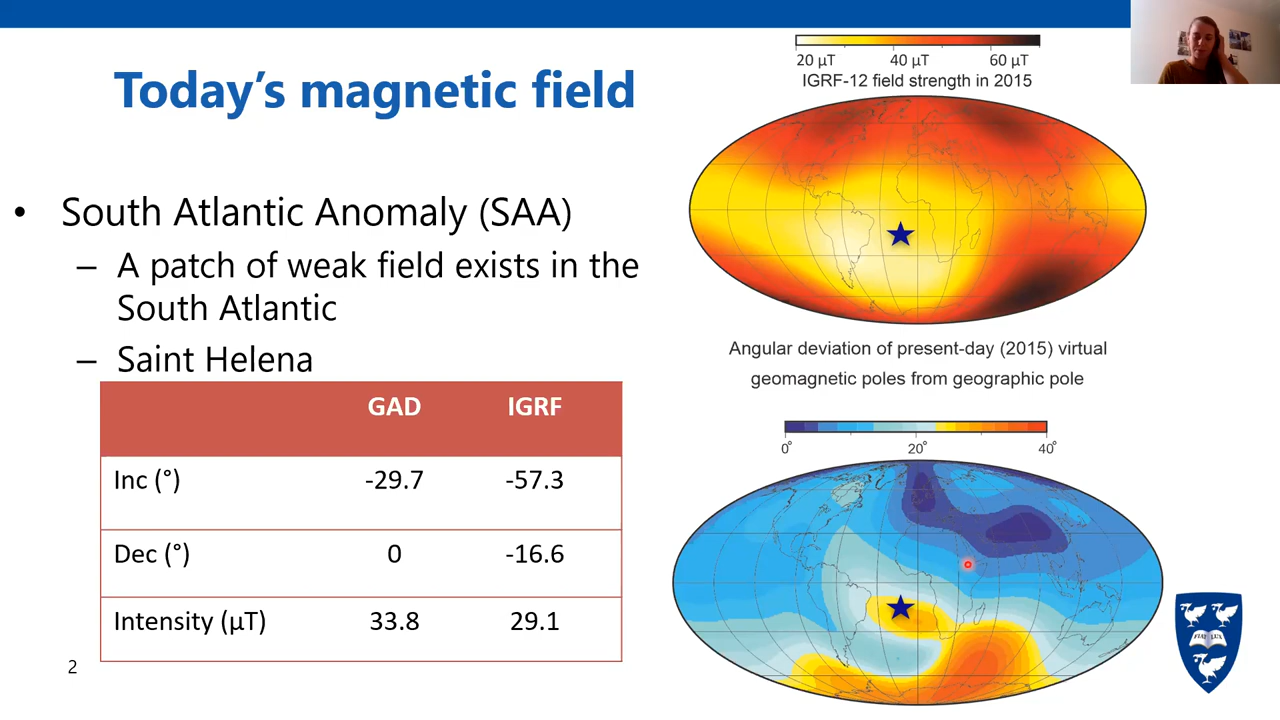 Today's magnetic field
• South Atlantic Anomaly (SAA)
– A patch of weak field exists in the
South Atlantic
– Saint Helena
GAD IGRF
Inc (°) -29.7 -57.3
Dec (°) 0 -16.6
Intensity (μT) 33.8 29.1
2
20 μT 40 μT 60 μT
IGRF-12 field strength in 2015
Angular deviation of present-day (2015) virtual
geomagnetic poles from geographic pole
0° 20° 40°
FIAT LUX